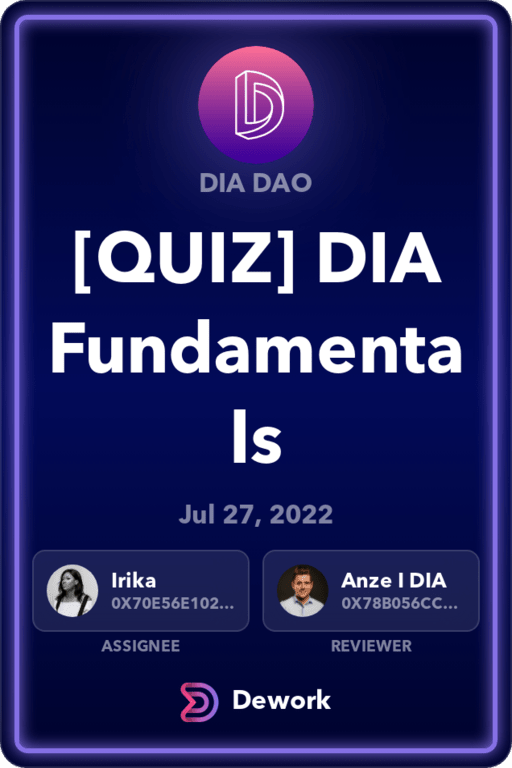 DIA DAO
[QUIZ] DIA
Fundamenta
ls
Jul 27, 2022
Irika
0X70E56E102...
ASSIGNEE
Anze I DIA
0X78B056CC...
REVIEWER
Dework